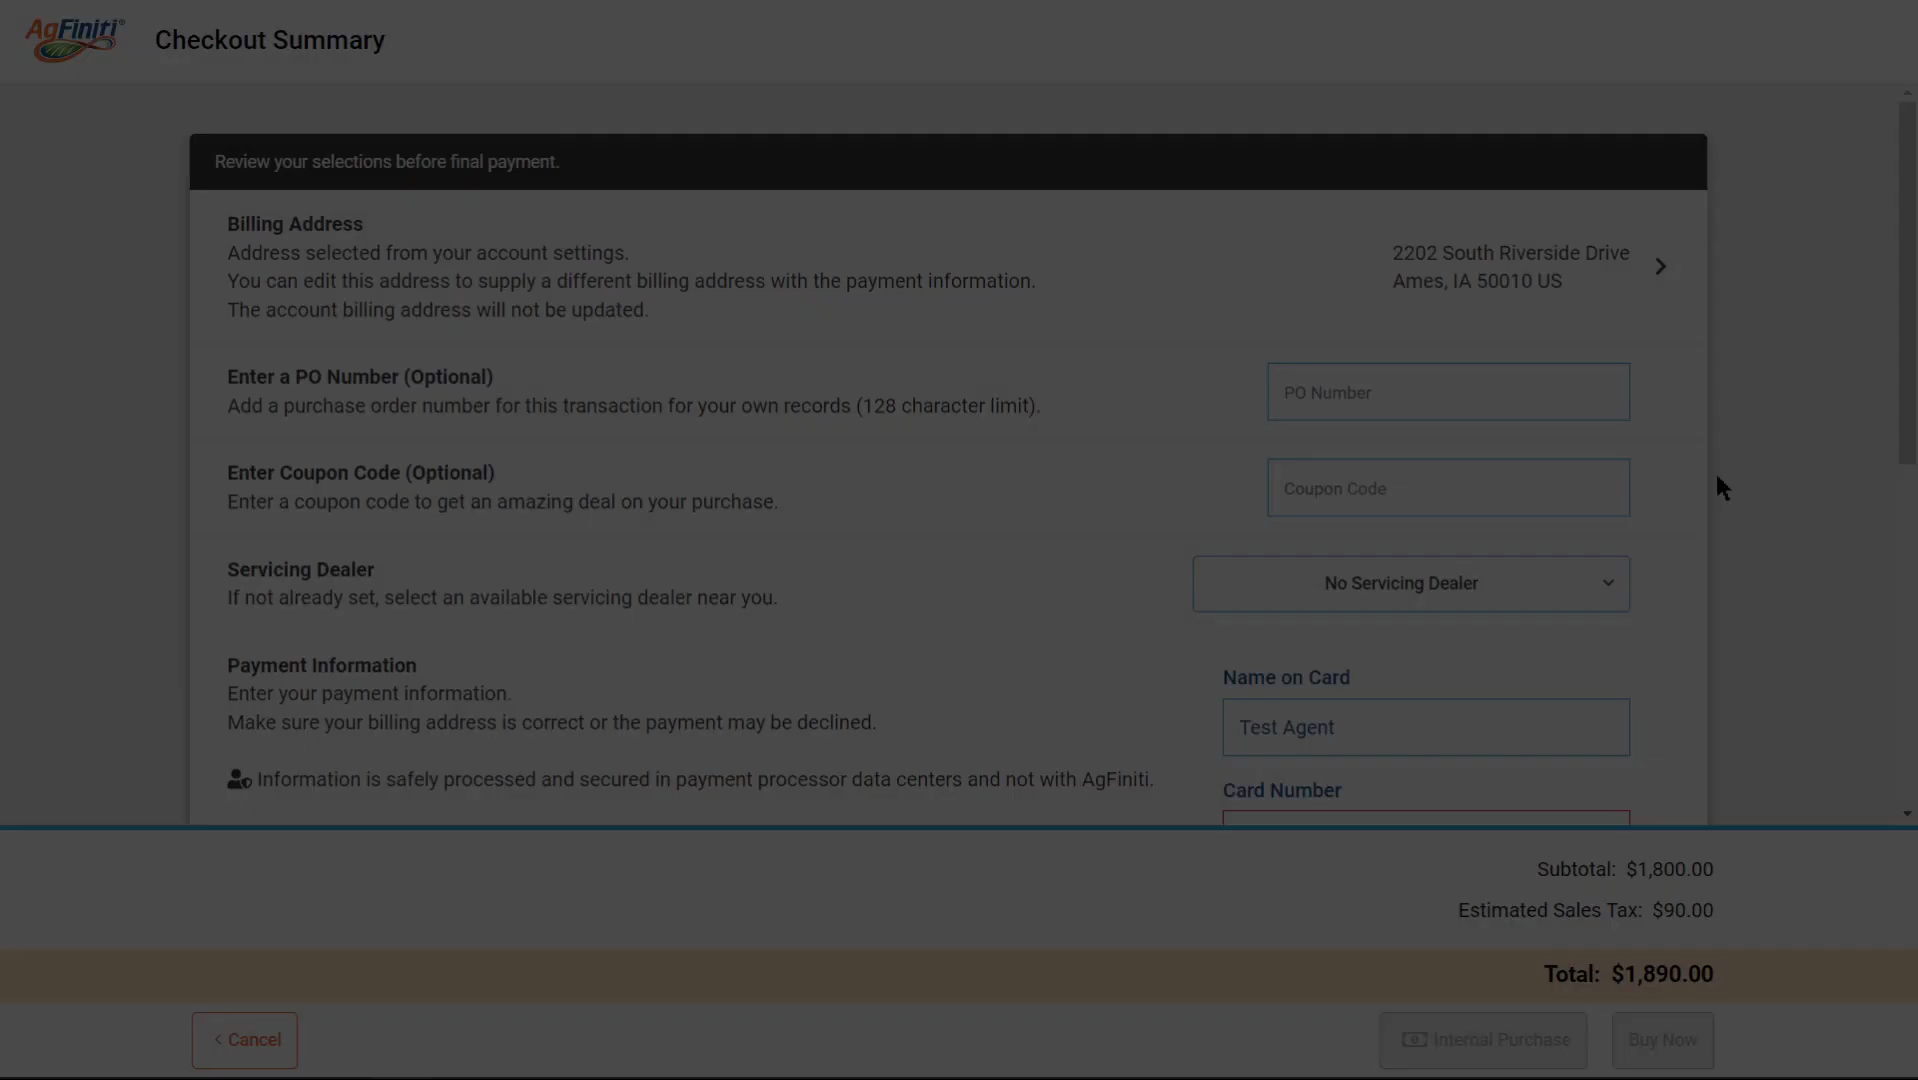 AgFiniti®
Checkout Summary
Review your selections before final payment.
Billing Address
Address selected from your account settings.
You can edit this address to supply a different billing address with the payment information.
The account billing address will not be updated.
2202 South Riverside Drive
Ames, IA 50010 US
Enter a PO Number (Optional)
Add a purchase order number for this transaction for your own records (128 character limit).
PO Number
Enter Coupon Code (Optional)
Enter a coupon code to get an amazing deal on your purchase.
Coupon Code
Servicing Dealer
If not already set, select an available servicing dealer near you.
No Servicing Dealer
Payment Information
Enter your payment information.
Make sure your billing address is correct or the payment may be declined.
Information is safely processed and secured in payment processor data centers and not with AgFiniti.
Name on Card
Test Agent
Card Number
Subtotal: $1,800.00
Estimated Sales Tax: $90.00
Total: $1,890.00
< Cancel
Internal Purchase
Buy Now